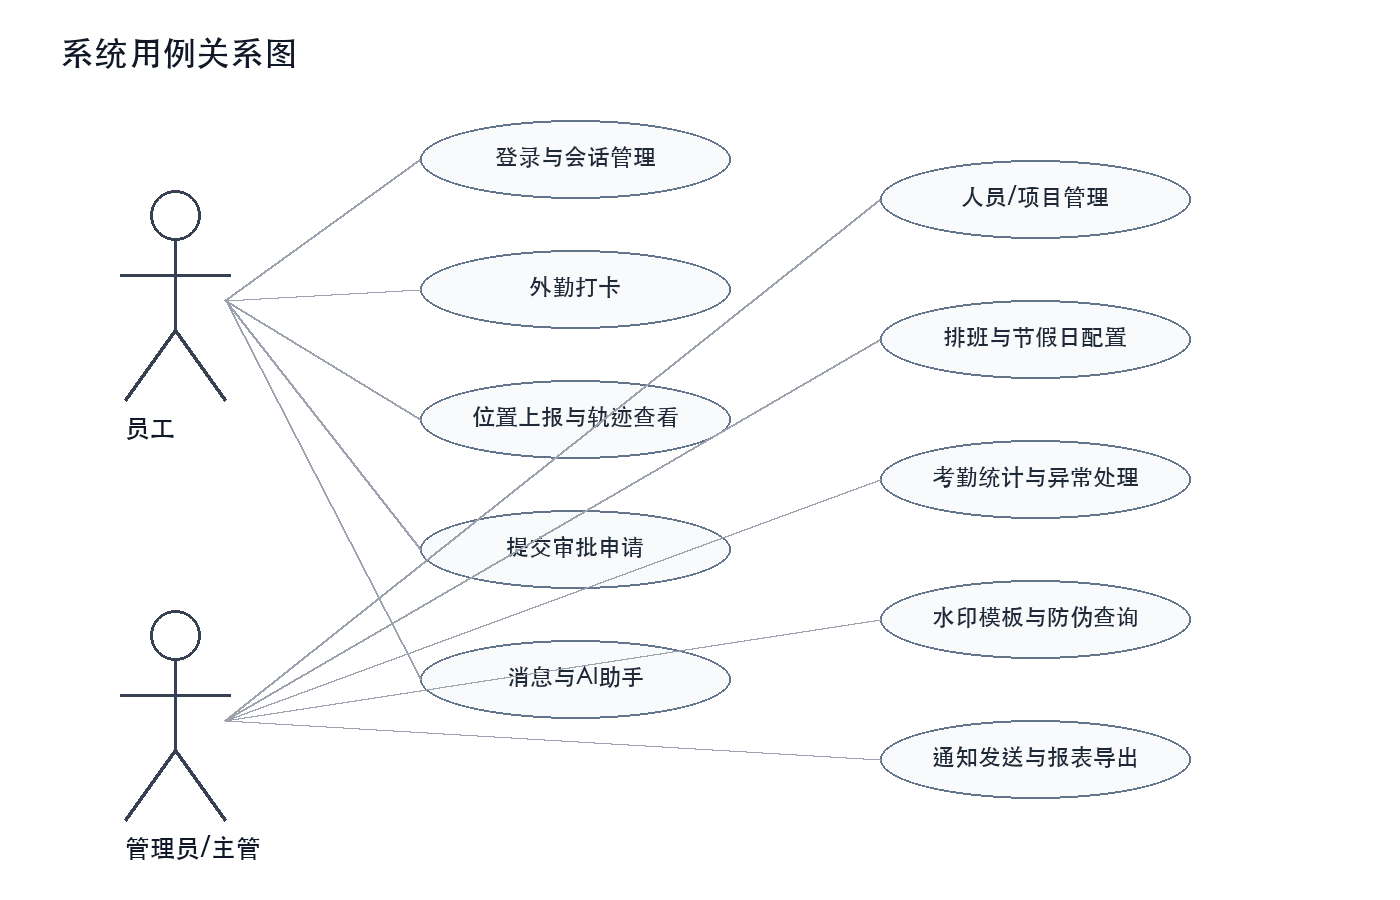 系统用例关系图
登录与会话管理
人员/项目管理
外勤打卡
排班与节假日配置
位置上报与轨迹查看
员工
考勤统计与异常处理
提交审批申请
水印模板与防伪查询
消息与AI助手
通知发送与报表导出
管理员/主管